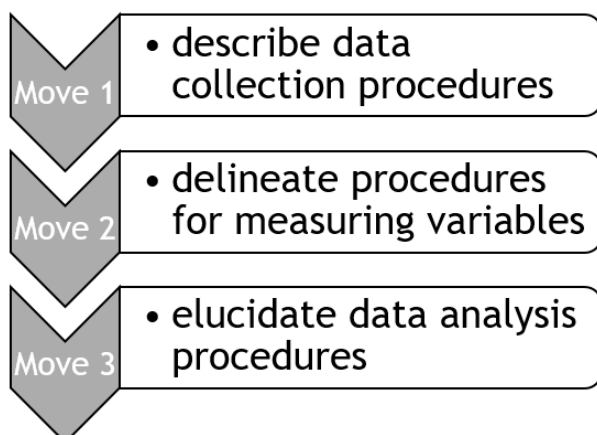 Move 1
• describe data
collection procedures
Move 2
• delineate procedures
for measuring variables
Move 3
• elucidate data analysis
procedures